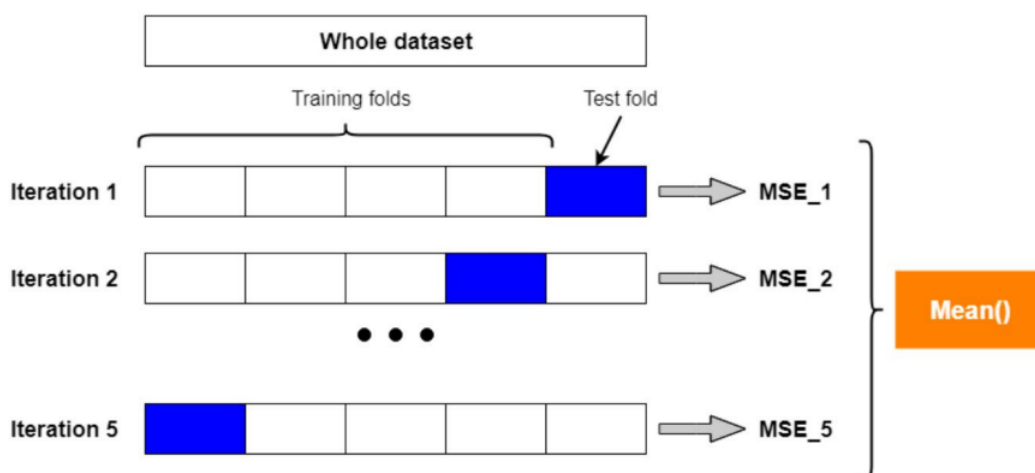 Whole dataset
Training folds
Test fold
Iteration 1
MSE_1
Iteration 2
MSE_2
Mean()
Iteration 5
MSE_5